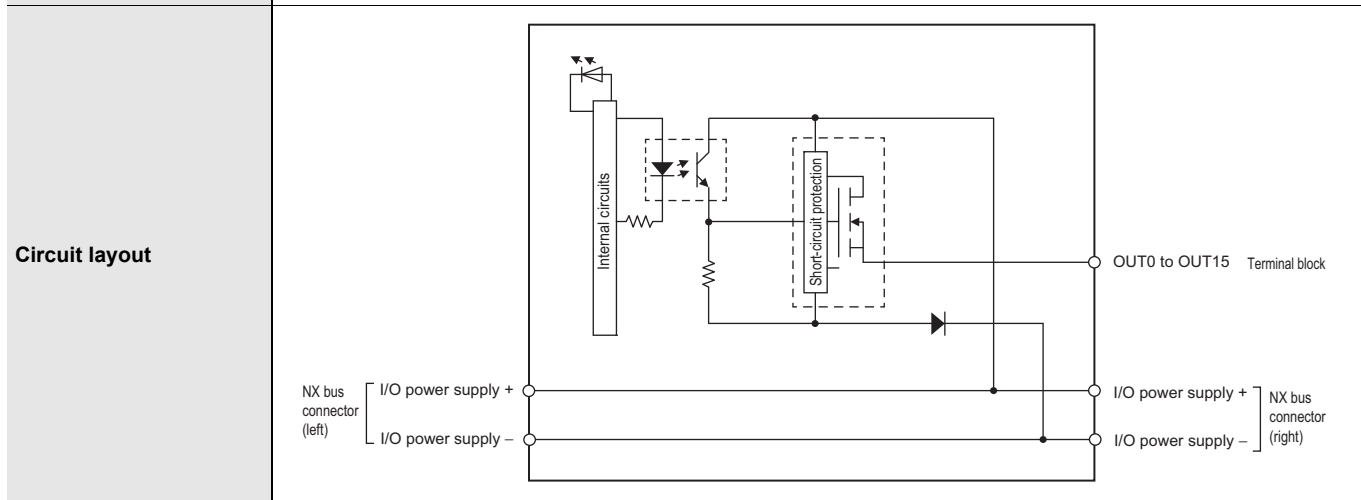 Circuit layout
Internal circuits
Short-circuit protection
OUT0 to OUT15 Terminal block
NX bus
connector
(left)
I/O power supply +
I/O power supply –
I/O power supply +
I/O power supply –
NX bus
connector
(right)